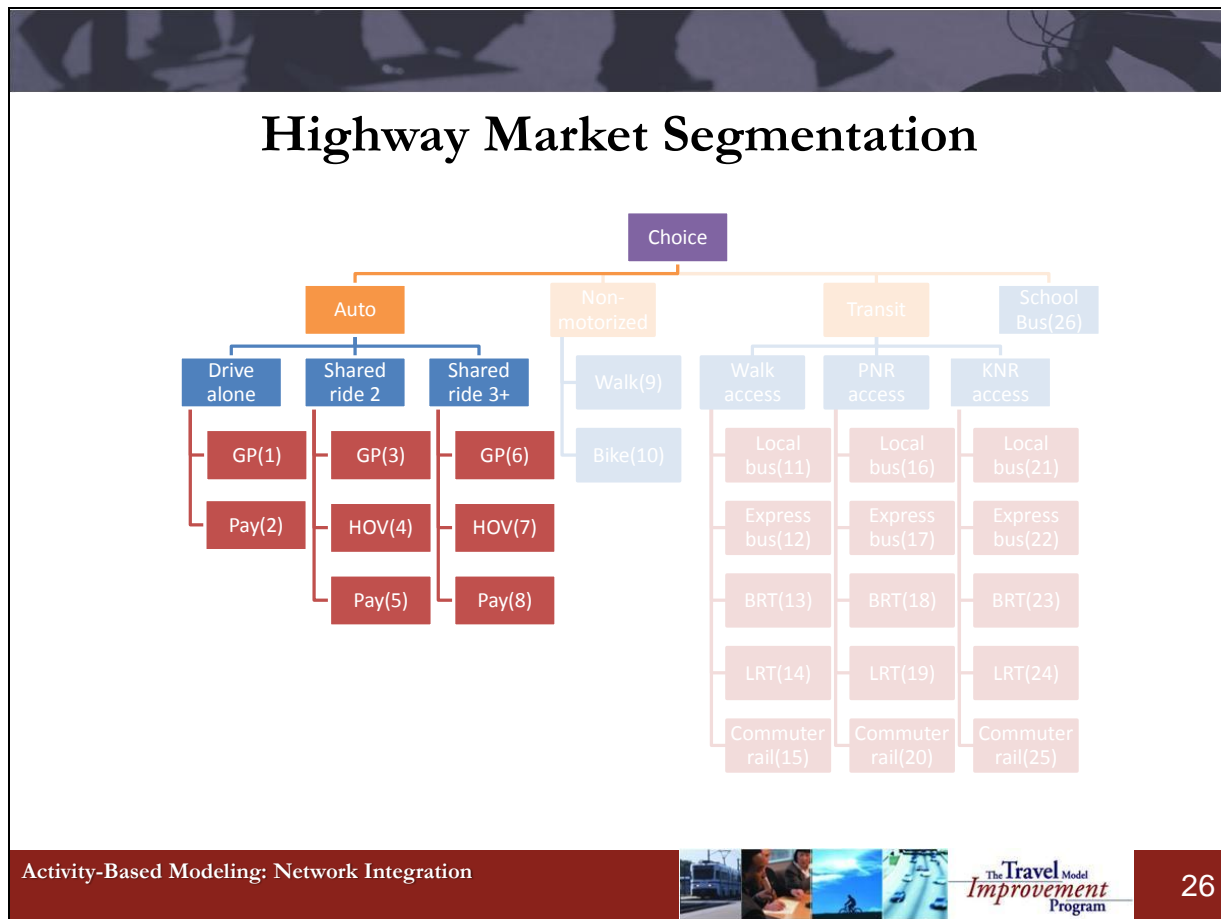 Highway Market Segmentation
Choice
Auto
Non-
motorized
Transit
School
Bus(26)
Drive
alone
Shared
ride 2
Shared
ride 3+
Walk(9)
Bike(10)
Walk
access
PNR
access
KNR
access
GP(1)
Pay(2)
GP(3)
HOV(4)
Pay(5)
GP(6)
HOV(7)
Pay(8)
Local
bus(11)
Express
bus(12)
BRT(13)
LRT(14)
Commuter
rail(15)
Local
bus(16)
Express
bus(17)
BRT(18)
LRT(19)
Commuter
rail(20)
Local
bus(21)
Express
bus(22)
BRT(23)
LRT(24)
Commuter
rail(25)
Activity-Based Modeling: Network Integration
The Travel Model
Improvement
Program
26